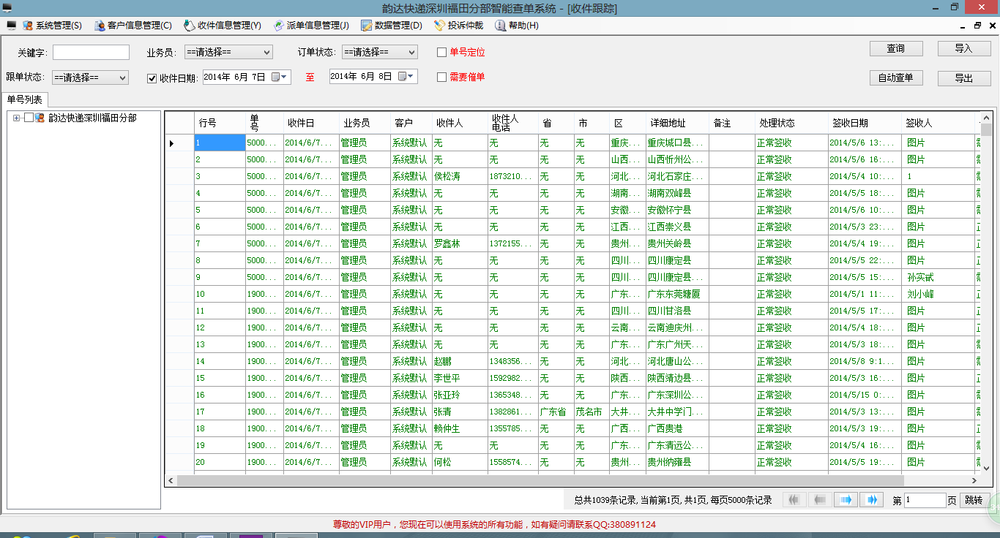 韵达快递深圳福田分部智能查单系统 - [收件跟踪]
系统管理(S) 客户信息管理(C) 收件信息管理(Y) 派单信息管理(J) 数据管理(D) 投诉仲裁 帮助(H)
关键字: 业务员: ==请选择== 订单状态: ==请选择== 单号定位 查询 导入
跟单状态: ==请选择== 收件日期: 2014年 6月 7日 至 2014年 6月 8日 需要催单 自动查单 导出
单号列表
韵达快递深圳福田分部
行号 单号 收件日 业务员 客户 收件人 收件人电话 省 市 区 详细地址 备注 处理状态 签收日期 签收人
1 5000... 2014/6/7... 管理员 系统默认 无 无 无 无 重庆... 重庆城口县... 正常签收 2014/5/6 13:... 图片
2 5000... 2014/6/7... 管理员 系统默认 无 无 无 无 山西... 山西忻州公... 正常签收 2014/5/6 16:... 图片
3 5000... 2014/6/7... 管理员 系统默认 侯松涛 1873210... 无 无 河北... 河北石家庄... 正常签收 2014/5/4 10:... 1
4 5000... 2014/6/7... 管理员 系统默认 无 无 无 无 湖南... 湖南双峰县 正常签收 2014/5/5 18:... 图片
5 5000... 2014/6/7... 管理员 系统默认 无 无 无 无 安徽... 安徽怀宁县 正常签收 2014/5/6 10:... 图片
6 5000... 2014/6/7... 管理员 系统默认 无 无 无 无 江西... 江西崇义县 正常签收 2014/5/3 23:... 图片
7 5000... 2014/6/7... 管理员 系统默认 罗鑫林 1372155... 无 无 贵州... 贵州关岭县 正常签收 2014/5/4 19:... 图片
8 5000... 2014/6/7... 管理员 系统默认 无 无 无 无 四川... 四川康定县 正常签收 2014/5/5 22:... 图片
9 5000... 2014/6/7... 管理员 系统默认 无 无 无 无 四川... 四川康定县... 正常签收 2014/5/5 15:... 孙实
10 1900... 2014/6/7... 管理员 系统默认 无 无 无 无 广东... 广东东莞塘厦 正常签收 2014/5/1 11:... 刘小峰
11 1900... 2014/6/7... 管理员 系统默认 无 无 无 无 四川... 四川甘洛县 正常签收 2014/5/5 17:... 图片
12 1900... 2014/6/7... 管理员 系统默认 无 无 无 无 云南... 云南迪庆州... 正常签收 2014/5/4 18:... 图片
13 1900... 2014/6/7... 管理员 系统默认 无 无 无 无 广东... 广东广州天... 正常签收 2014/5/3 18:... 图片
14 1900... 2014/6/7... 管理员 系统默认 赵鹏 1348356... 无 无 河北... 河北唐山公... 正常签收 2014/5/8 9:1... 图片
15 1900... 2014/6/7... 管理员 系统默认 李世平 1592982... 无 无 陕西... 陕西靖边县... 正常签收 2014/5/3 16:... 图片
16 1900... 2014/6/7... 管理员 系统默认 张亚玲 1365348... 无 无 广东... 广东深圳公... 正常签收 2014/5/15 0:... 图片
17 1900... 2014/6/7... 管理员 系统默认 张清 1382861... 广东省 茂名市 大井... 大井中学门... 正常签收 2014/5/3 13:... 图片
18 1900... 2014/6/7... 管理员 系统默认 赖仲生 1355785... 无 无 广西... 广西贵港 正常签收 2014/5/3 19:... 图片
19 1900... 2014/6/7... 管理员 系统默认 无 无 无 无 广东... 广东清远公... 正常签收 2014/5/4 16:... 图片
20 1900... 2014/6/7... 管理员 系统默认 何松 1558574... 无 无 贵州... 贵州纳雍县 正常签收 2014/5/5 19:... 图片
总共1039条记录,当前第1页,共1页,每页5000条记录 第 1 页 跳转
尊敬的VIP用户，您现在可以使用系统的所有功能，如有疑问请联系QQ:380891124